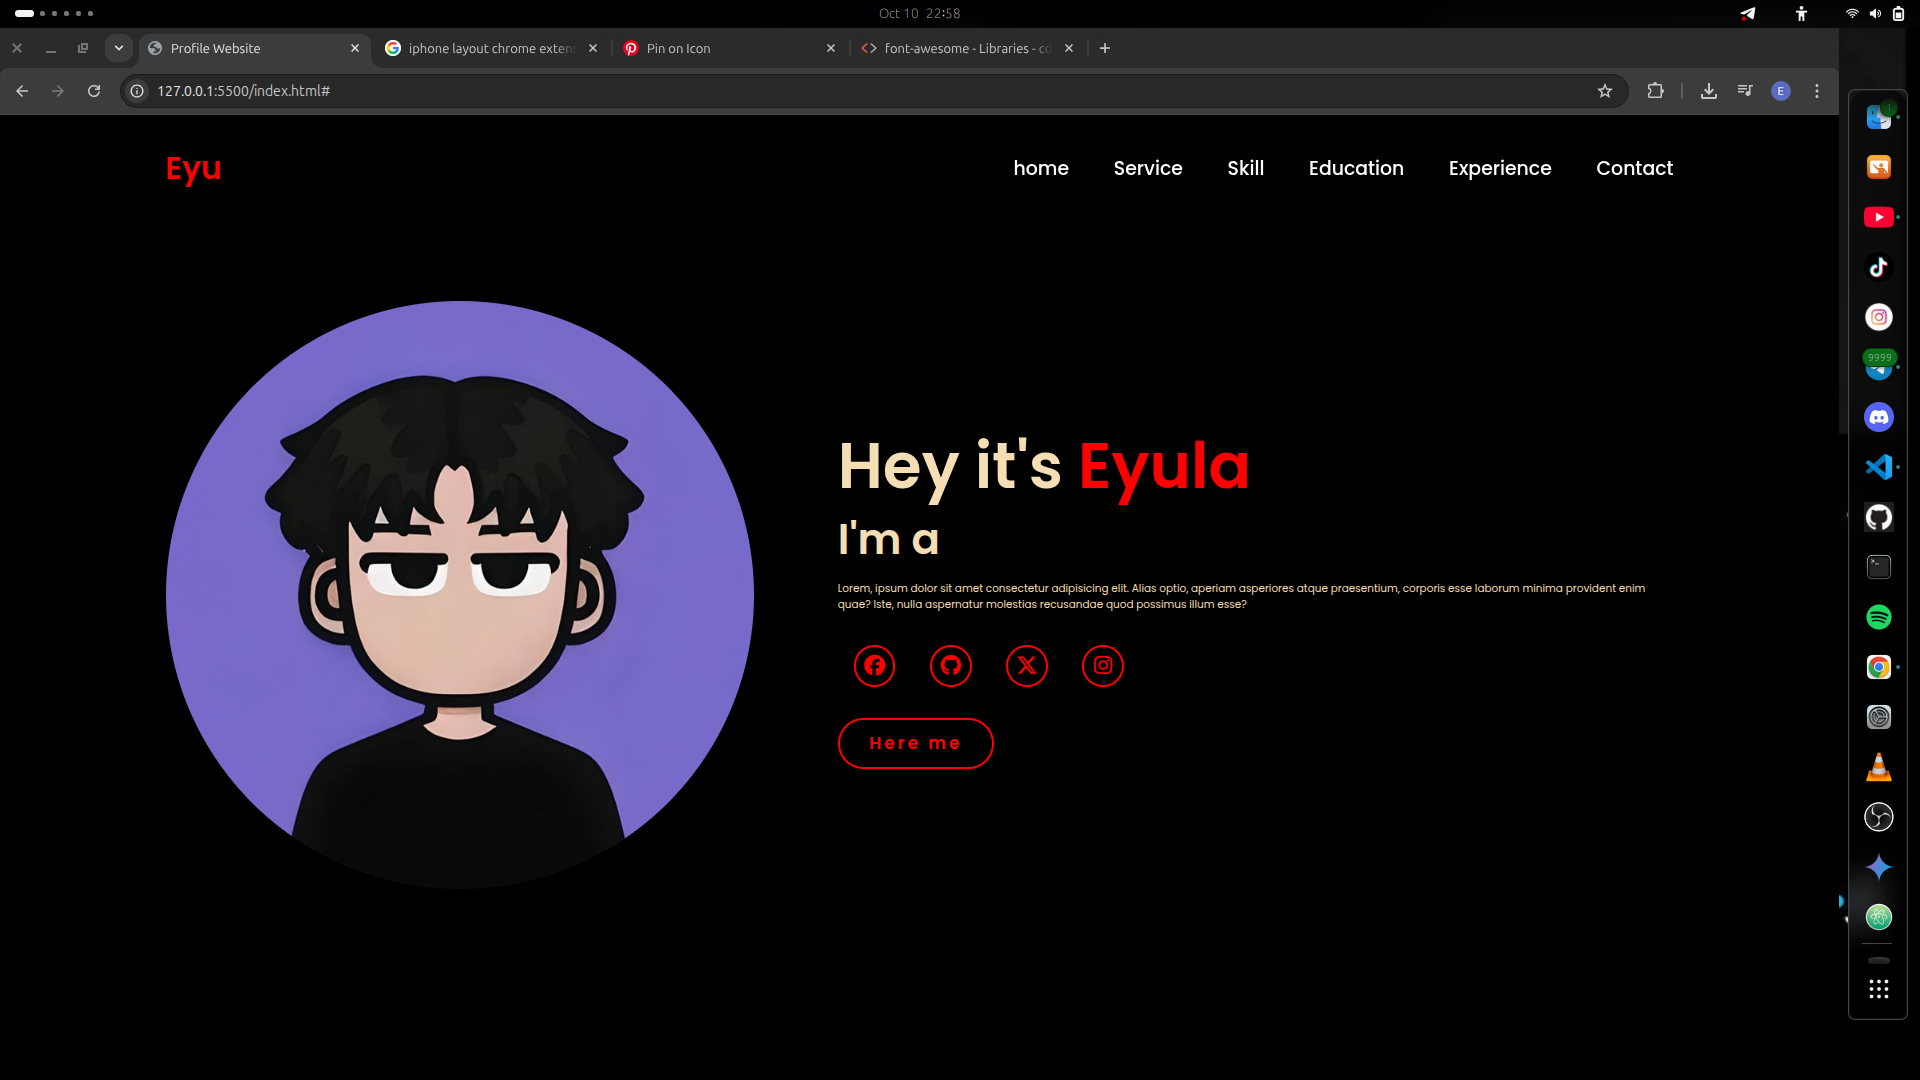 Oct 10 22:58
Profile Website
iphone layout chrome exten
Pin on Icon
font-awesome - Libraries - cd
127.0.0.1:5500/index.html#
E
1
Eyu
home
Service
Skill
Education
Experience
Contact
9999
Hey it's Eyula
I'm a
Lorem, ipsum dolor sit amet consectetur adipisicing elit. Alias optio, aperiam asperiores atque praesentium, corporis esse laborum minima provident enim
quae? Iste, nulla aspernatur molestias recusandae quod possimus illum esse?
Here me